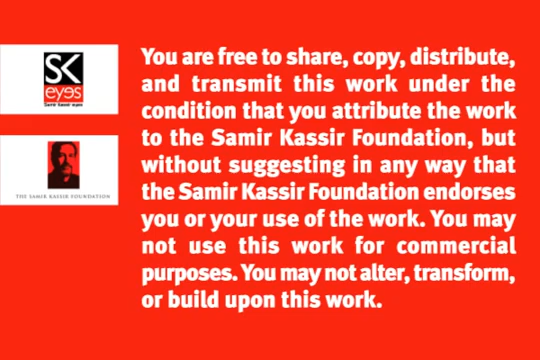 SK
eyes
Samir Kassir eyes
THE SAMIR KASSIR FOUNDATION
You are free to share, copy, distribute,
and transmit this work under the
condition that you attribute the work
to the Samir Kassir Foundation, but
without suggesting in any way that
the Samir Kassir Foundation endorses
you or your use of the work. You may
not use this work for commercial
purposes. You may not alter, transform,
or build upon this work.